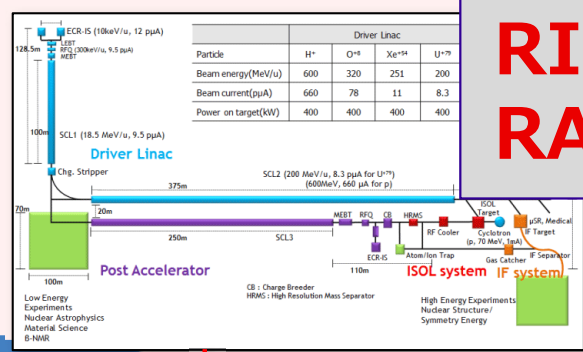 RI
RA
ECR-IS (10keV/u, 12 pμA)
LEBT
RFQ (300keV/u, 9.5 pμA)
MEBT
128.5m
Driver Linac
Particle H+ O+8 Xe+54 U+79
Beam energy(MeV/u) 600 320 251 200
Beam current(pμA) 660 78 11 8.3
Power on target(kW) 400 400 400 400
100m
SCL1 (18.5 MeV/u, 9.5 pμA)
Driver Linac
Chg. Stripper
SCL2 (200 MeV/u, 8.3 pμA for U+79)
(600MeV, 660 μA for p)
375m
70m
20m
ISOL
Target
μSR, Medical
MEBT RFQ CB HRMS
RF Cooler
Cyclotron
(p, 70 MeV, 1mA)
IF Target
250m
SCL3
ECR-IS
Atom/Ion Trap
Gas Catcher
IF Separator
Post Accelerator
110m
ISOL system
IF system
100m
CB : Charge Breeder
HRMS : High Resolution Mass Separator
Low Energy
Experiments
Nuclear Astrophysics
Material Science
β-NMR
High Energy Experiments
Nuclear Structure/
Symmetry Energy